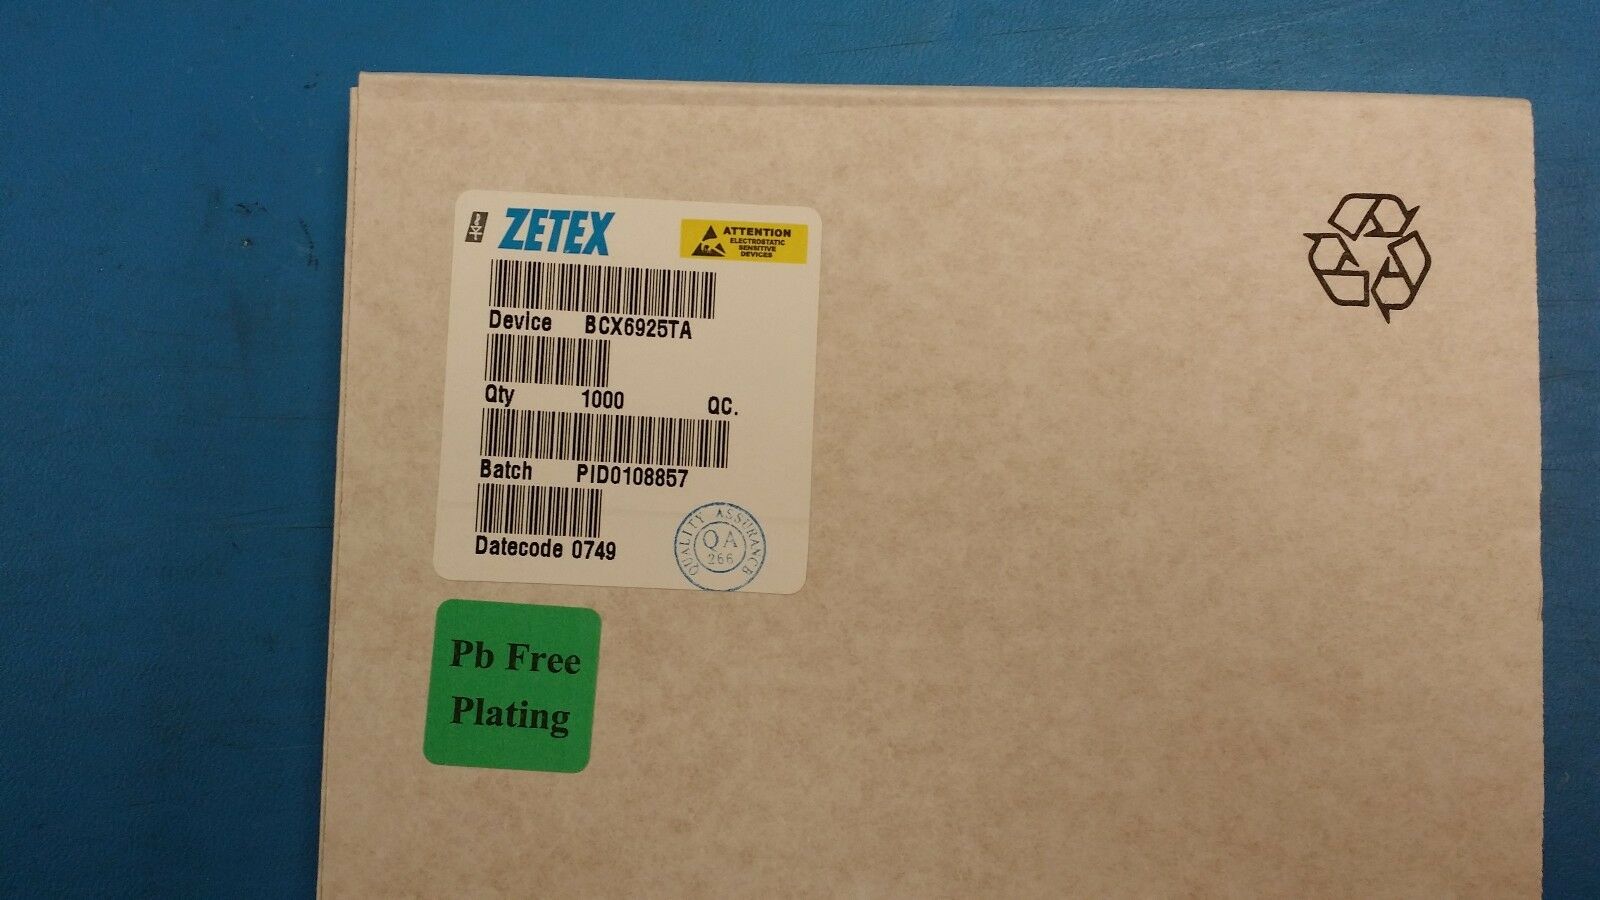 ZETEX
ATTENTION
ELECTROSTATIC
SENSITIVE
DEVICES
Device BCX6925TA
Qty 1000 QC.
Batch PID0108857
Datecode 0749
QUALITY ASSURANCE
QA
266
Pb Free
Plating